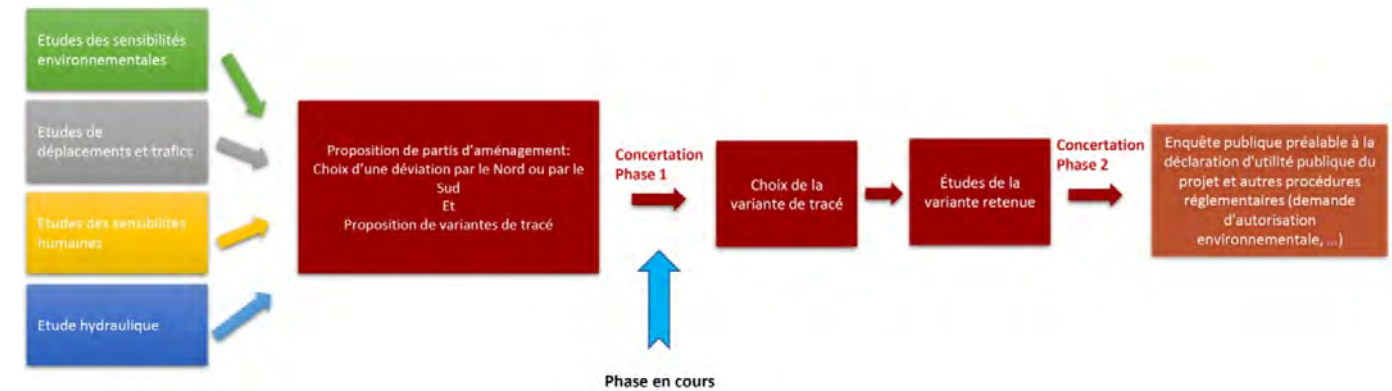 Etudes des sensibilités
environnementales
Etudes de
déplacements et trafics
Etudes des sensibilités
humaines
Etude hydraulique
Proposition de partis d'aménagement:
Choix d'une déviation par le Nord ou par le
Sud
Et
Proposition de variantes de tracé
Concertation
Phase 1
Phase en cours
Choix de la
variante de tracé
Études de la
variante retenue
Concertation
Phase 2
Enquête publique préalable à la
déclaration d'utilité publique du
projet et autres procédures
réglementaires (demande
d'autorisation
environnementale, ...)